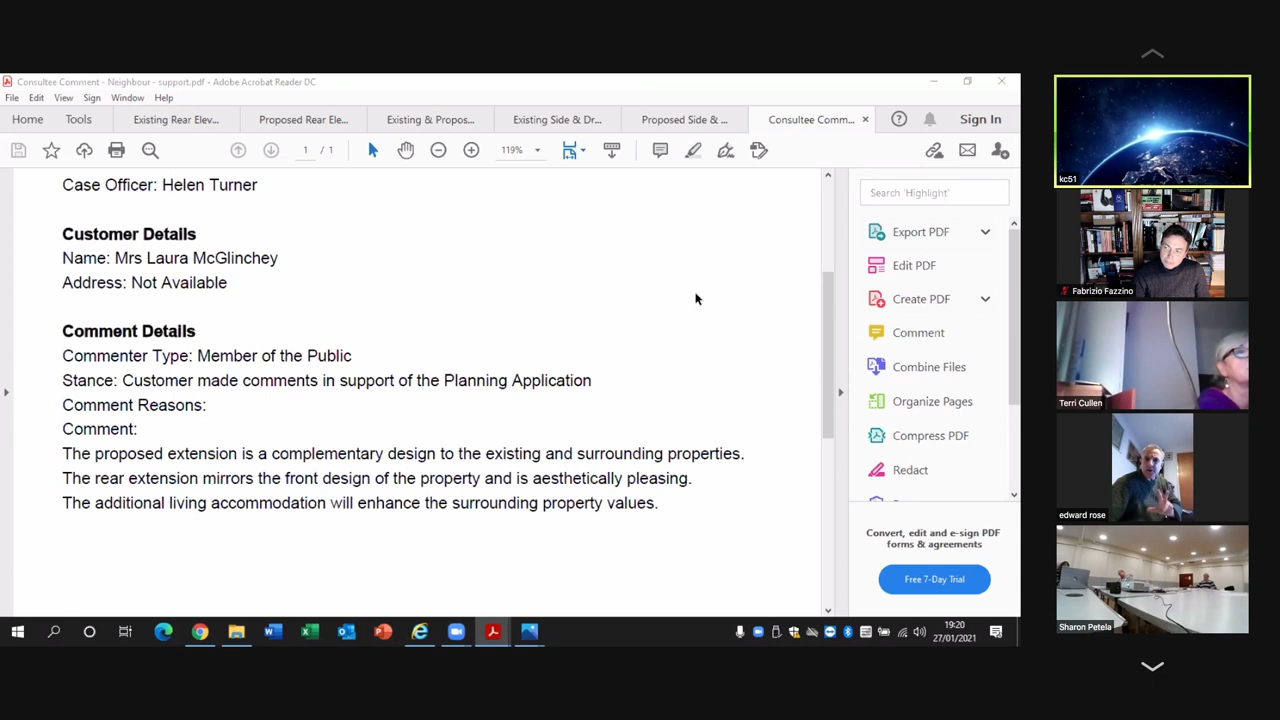 Consultee Comment - Neighbour - support.pdf - Adobe Acrobat Reader DC
File Edit View Sign Window Help
Home Tools Existing Rear Elev... Proposed Rear Ele... Existing & Propos... Existing Side & Dr... Proposed Side & ... Consultee Comm... × Sign In
1 / 1 119%
Case Officer: Helen Turner
Customer Details
Name: Mrs Laura McGlinchey
Address: Not Available
Comment Details
Commenter Type: Member of the Public
Stance: Customer made comments in support of the Planning Application
Comment Reasons:
Comment:
The proposed extension is a complementary design to the existing and surrounding properties.
The rear extension mirrors the front design of the property and is aesthetically pleasing.
The additional living accommodation will enhance the surrounding property values.
Search 'Highlight'
Export PDF
Edit PDF
Create PDF
Comment
Combine Files
Organize Pages
Compress PDF
Redact
Convert, edit and e-sign PDF
forms & agreements
Free 7-Day Trial
19:20
27/01/2021
kc51
Fabrizio Fazzino
Terri Cullen
edward rose
Sharon Petela